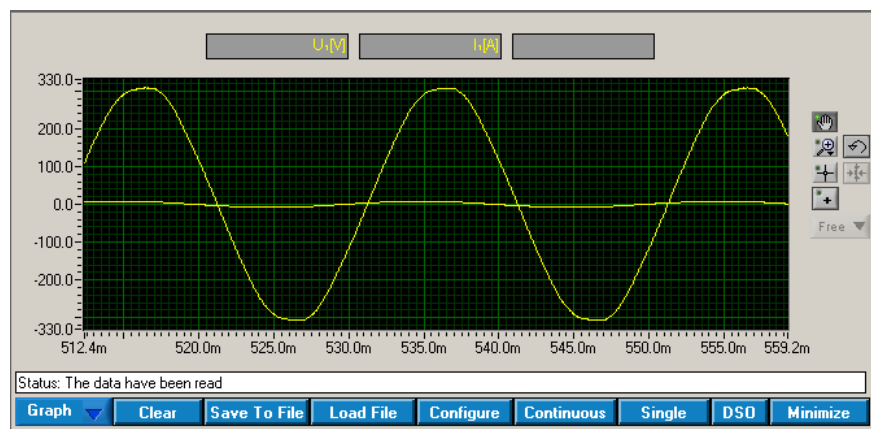 U₁[V] I₁[A]
330.0
200.0
100.0
0.0
-100.0
-200.0
-330.0
512.4m 520.0m 525.0m 530.0m 535.0m 540.0m 545.0m 550.0m 555.0m 559.2m
Free
Status: The data have been read
Graph Clear Save To File Load File Configure Continuous Single DSO Minimize